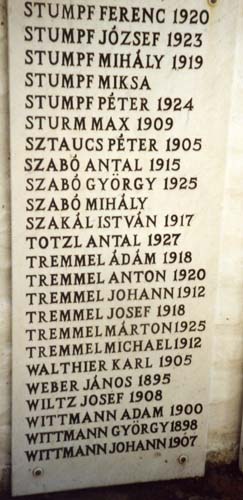 STUMPF FERENC 1920
STUMPF JÓZSEF 1923
STUMPF MIHÁLY 1919
STUMPF MIKSA
STUMPF PÉTER 1924
STURM MAX 1909
SZTAUCS PÉTER 1905
SZABÓ ANTAL 1915
SZABÓ GYÖRGY 1925
SZABÓ MIHÁLY
SZAKÁL ISTVÁN 1917
TOTZL ANTAL 1927
TREMMEL ÁDÁM 1918
TREMMEL ANTON 1920
TREMMEL JOHANN 1912
TREMMEL JOSEF 1918
TREMMEL MÁRTON 1925
TREMMEL MICHAEL 1912
WALTHIER KARL 1905
WEBER JÁNOS 1895
WILTZ JOSEF 1908
WITTMANN ADAM 1900
WITTMANN GYÖRGY 1898
WITTMANN JOHANN 1907